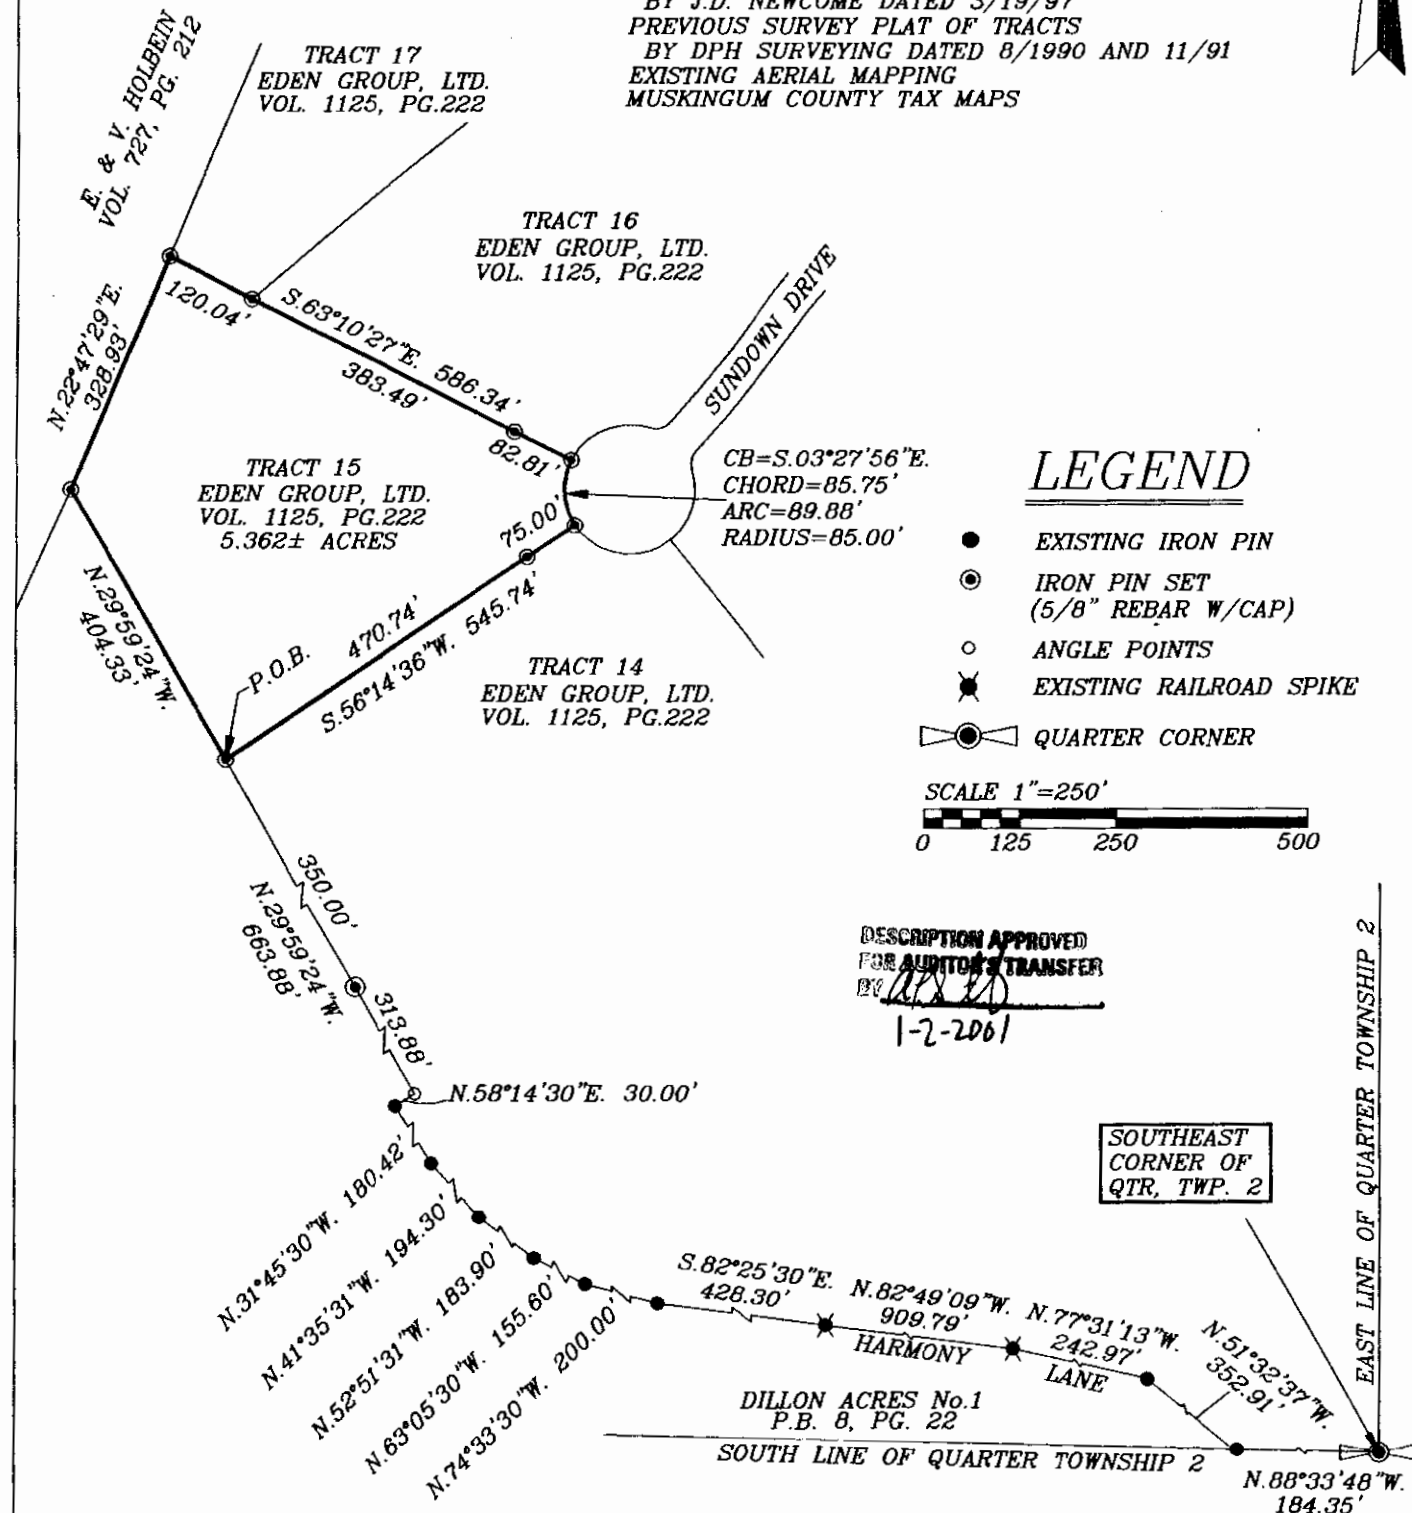 BY J.D. NEWCOME DATED 3/19/97
PREVIOUS SURVEY PLAT OF TRACTS
BY DPH SURVEYING DATED 8/1990 AND 11/91
EXISTING AERIAL MAPPING
MUSKINGUM COUNTY TAX MAPS
E. & V. HOLBEIN
VOL. 727, PG. 212
TRACT 17
EDEN GROUP, LTD.
VOL. 1125, PG.222
TRACT 16
EDEN GROUP, LTD.
VOL. 1125, PG.222
SUNDOWN DRIVE
N.22°47'29"E.
328.93'
120.04'
S.63°10'27"E. 586.34'
383.49'
82.81'
CB=S.03°27'56"E.
CHORD=85.75'
ARC=89.88'
RADIUS=85.00'
TRACT 15
EDEN GROUP, LTD.
VOL. 1125, PG.222
5.362± ACRES
75.00'
470.74'
S.56°14'36"W. 545.74'
N.29°59'24"W.
404.33'
P.O.B.
TRACT 14
EDEN GROUP, LTD.
VOL. 1125, PG.222
LEGEND
EXISTING IRON PIN
IRON PIN SET
(5/8" REBAR W/CAP)
ANGLE POINTS
EXISTING RAILROAD SPIKE
QUARTER CORNER
SCALE 1"=250'
0 125 250 500
350.00'
N.29°59'24"W.
663.88'
313.88'
DESCRIPTION APPROVED
FOR AUDITOR'S TRANSFER
BY
1-2-2001
N.58°14'30"E. 30.00'
N.31°45'30"W. 180.42'
N.41°35'31"W. 194.30'
N.52°51'31"W. 183.90'
N.63°05'30"W. 155.60'
N.74°33'30"W. 200.00'
S.82°25'30"E.
428.30'
N.82°49'09"W.
909.79'
HARMONY LANE
N.77°31'13"W.
242.97'
N.51°32'37"W.
352.91'
SOUTHEAST
CORNER OF
QTR, TWP. 2
EAST LINE OF QUARTER TOWNSHIP 2
DILLON ACRES No.1
P.B. 8, PG. 22
SOUTH LINE OF QUARTER TOWNSHIP 2
N.88°33'48"W.
184.35'